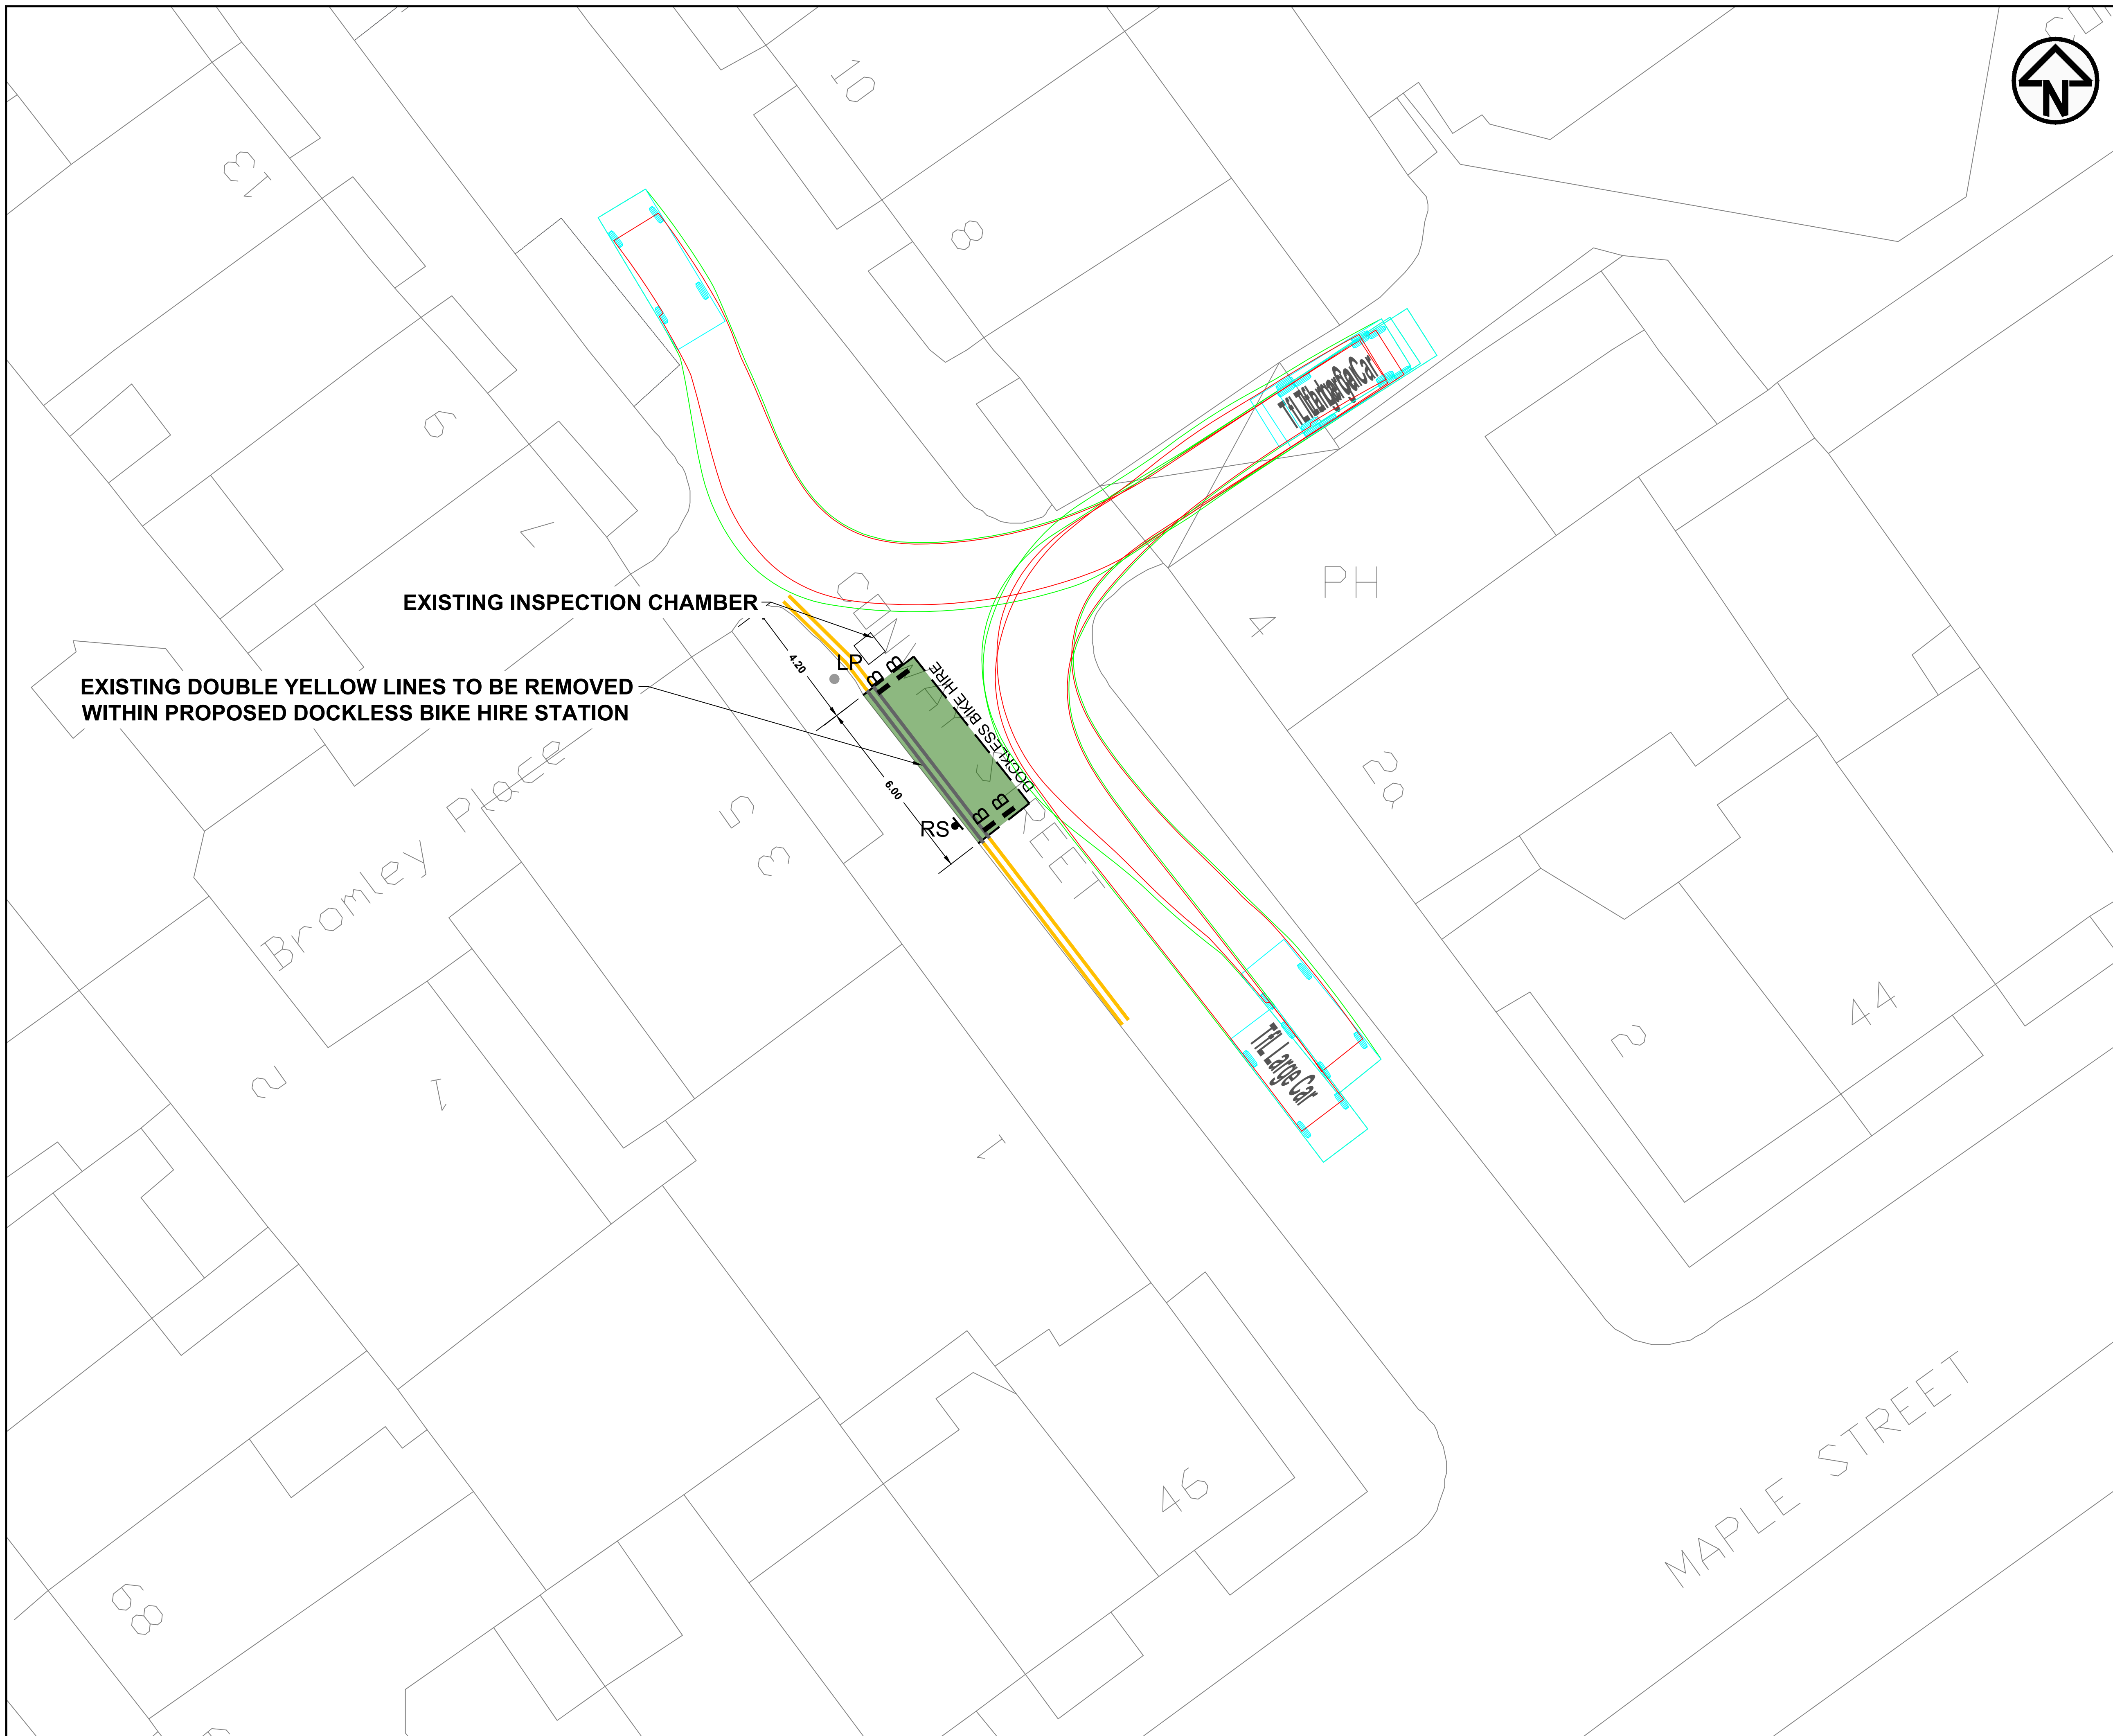 N
13
10
8
9
7
EXISTING INSPECTION CHAMBER
PH
4
LP
4.20
B
B
EXISTING DOUBLE YELLOW LINES TO BE REMOVED
WITHIN PROPOSED DOCKLESS BIKE HIRE STATION
DOCKLESS BIKE HIRE
6.00
B
B
RS
Bromley Place
5
3
29
2
44
2
1
1
TfL Large Car
46
MAPLE STREET
68